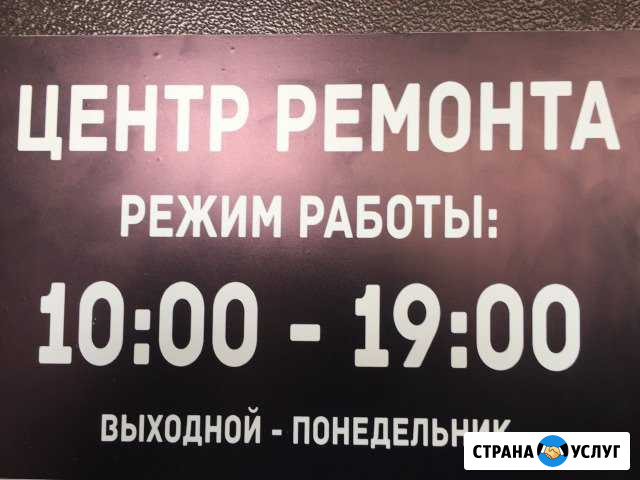 ЦЕНТР РЕМОНТА
РЕЖИМ РАБОТЫ:
10:00 - 19:00
ВЫХОДНОЙ - ПОНЕДЕЛЬНИК
СТРАНА УСЛУГ